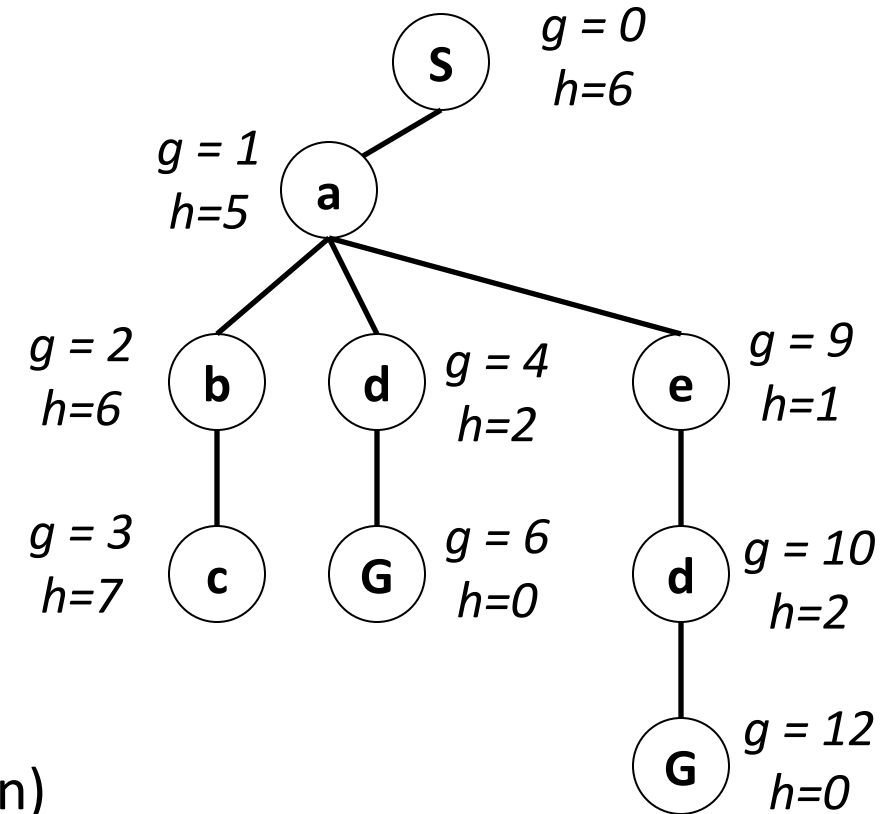 S
g = 0
h=6
g = 1
h=5
a
g = 2
h=6
b
d
g = 4
h=2
e
g = 9
h=1
g = 3
h=7
c
G
g = 6
h=0
d
g = 10
h=2
G
g = 12
h=0
n)